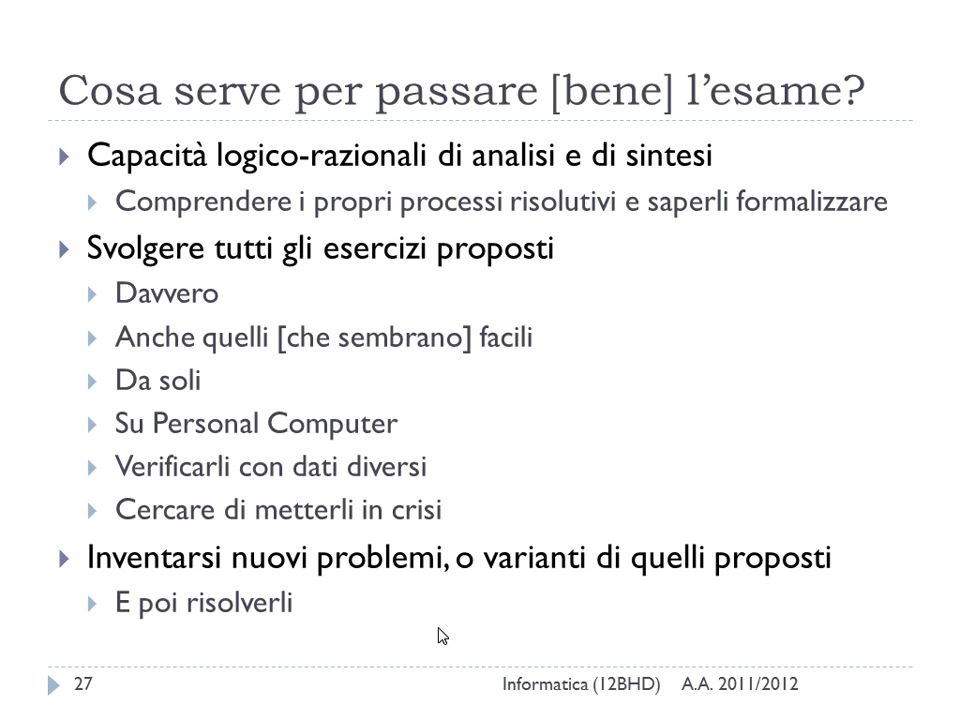 Cosa serve per passare [bene] l’esame?
Capacità logico-razionali di analisi e di sintesi
Comprendere i propri processi risolutivi e saperli formalizzare
Svolgere tutti gli esercizi proposti
Davvero
Anche quelli [che sembrano] facili
Da soli
Su Personal Computer
Verificarli con dati diversi
Cercare di metterli in crisi
Inventarsi nuovi problemi, o varianti di quelli proposti
E poi risolverli
27 Informatica (12BHD) A.A. 2011/2012